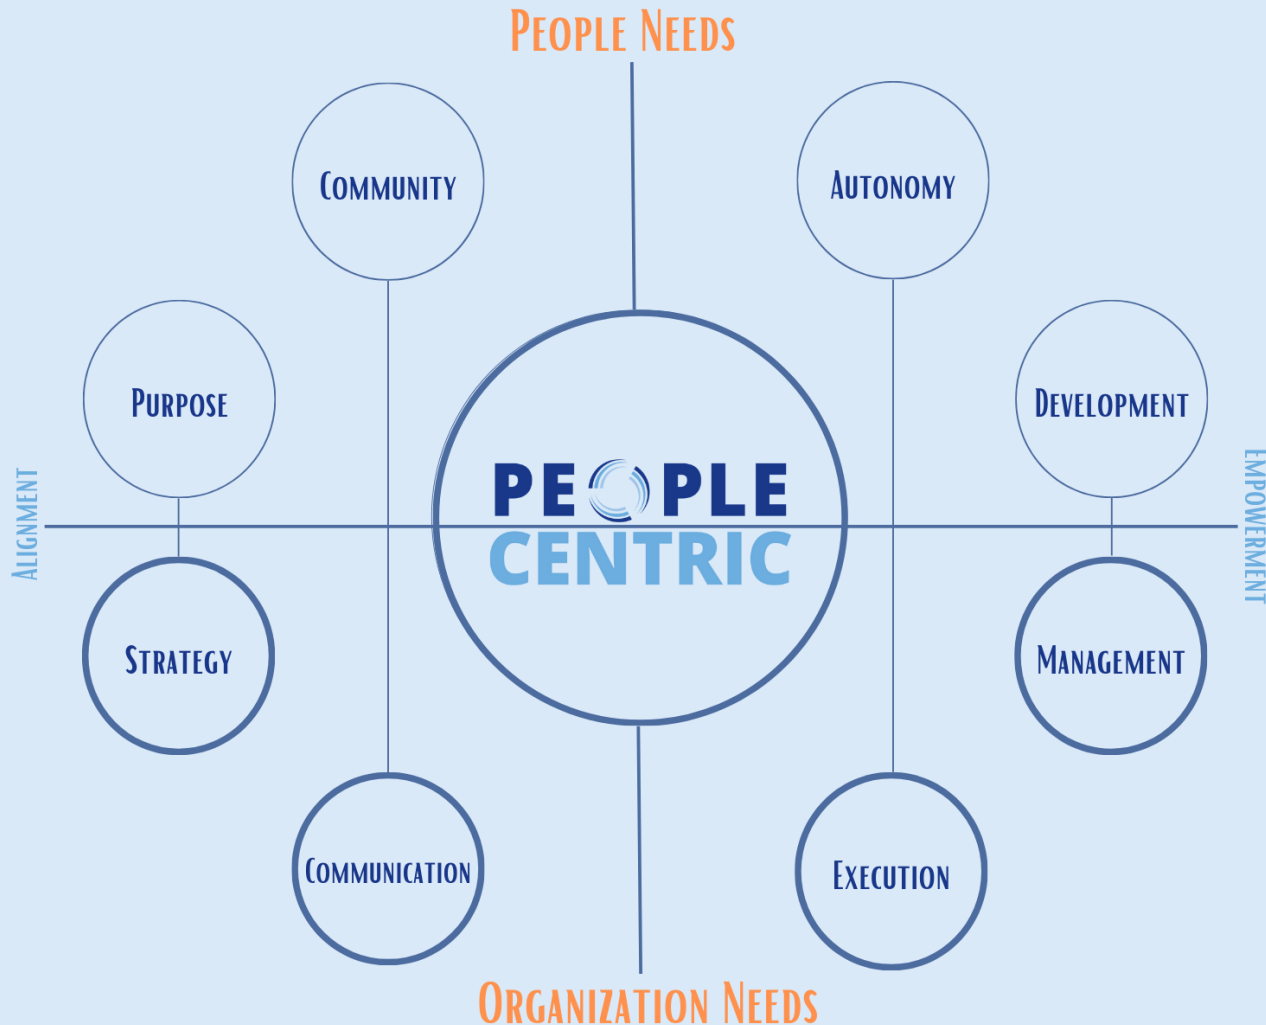 People Needs
Community
Autonomy
Purpose
Development
Alignment
PEOPLE
CENTRIC
Empowerment
Strategy
Management
Communication
Execution
Organization Needs